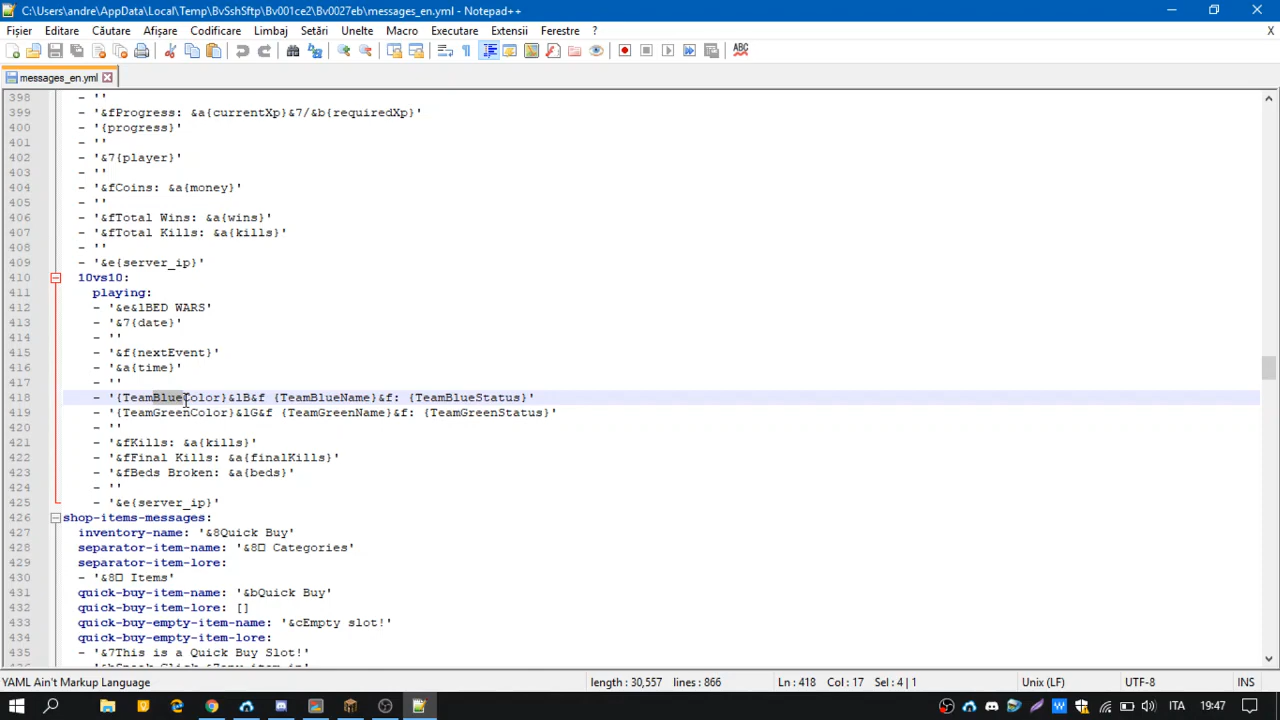 C:\Users\andre\AppData\Local\Temp\BvSshSftp\Bv001ce2\Bv0027eb\messages_en.yml - Notepad++
Fișier Editare Căutare Afișare Codificare Limbaj Setări Unelte Macro Executare Extensii Ferestre ? X
messages_en.yml
398 - ''
399 - '&fProgress: &a{currentXp}&7/&b{requiredXp}'
400 - '{progress}'
401 - ''
402 - '&7{player}'
403 - ''
404 - '&fCoins: &a{money}'
405 - ''
406 - '&fTotal Wins: &a{wins}'
407 - '&fTotal Kills: &a{kills}'
408 - ''
409 - '&e{server_ip}'
410 10vs10:
411 playing:
412 - '&e&lBED WARS'
413 - '&7{date}'
414 - ''
415 - '&f{nextEvent}'
416 - '&a{time}'
417 - ''
418 - '{TeamBlueColor}&lB&f {TeamBlueName}&f: {TeamBlueStatus}'
419 - '{TeamGreenColor}&lG&f {TeamGreenName}&f: {TeamGreenStatus}'
420 - ''
421 - '&fKills: &a{kills}'
422 - '&fFinal Kills: &a{finalKills}'
423 - '&fBeds Broken: &a{beds}'
424 - ''
425 - '&e{server_ip}'
426 shop-items-messages:
427 inventory-name: '&8Quick Buy'
428 separator-item-name: '&8□ Categories'
429 separator-item-lore:
430 - '&8□ Items'
431 quick-buy-item-name: '&bQuick Buy'
432 quick-buy-item-lore: []
433 quick-buy-empty-item-name: '&cEmpty slot!'
434 quick-buy-empty-item-lore:
435 - '&7This is a Quick Buy Slot!'
YAML Ain't Markup Language length : 30,557 lines : 866 Ln : 418 Col : 17 Sel : 4 | 1 Unix (LF) UTF-8 INS
ITA 19:47